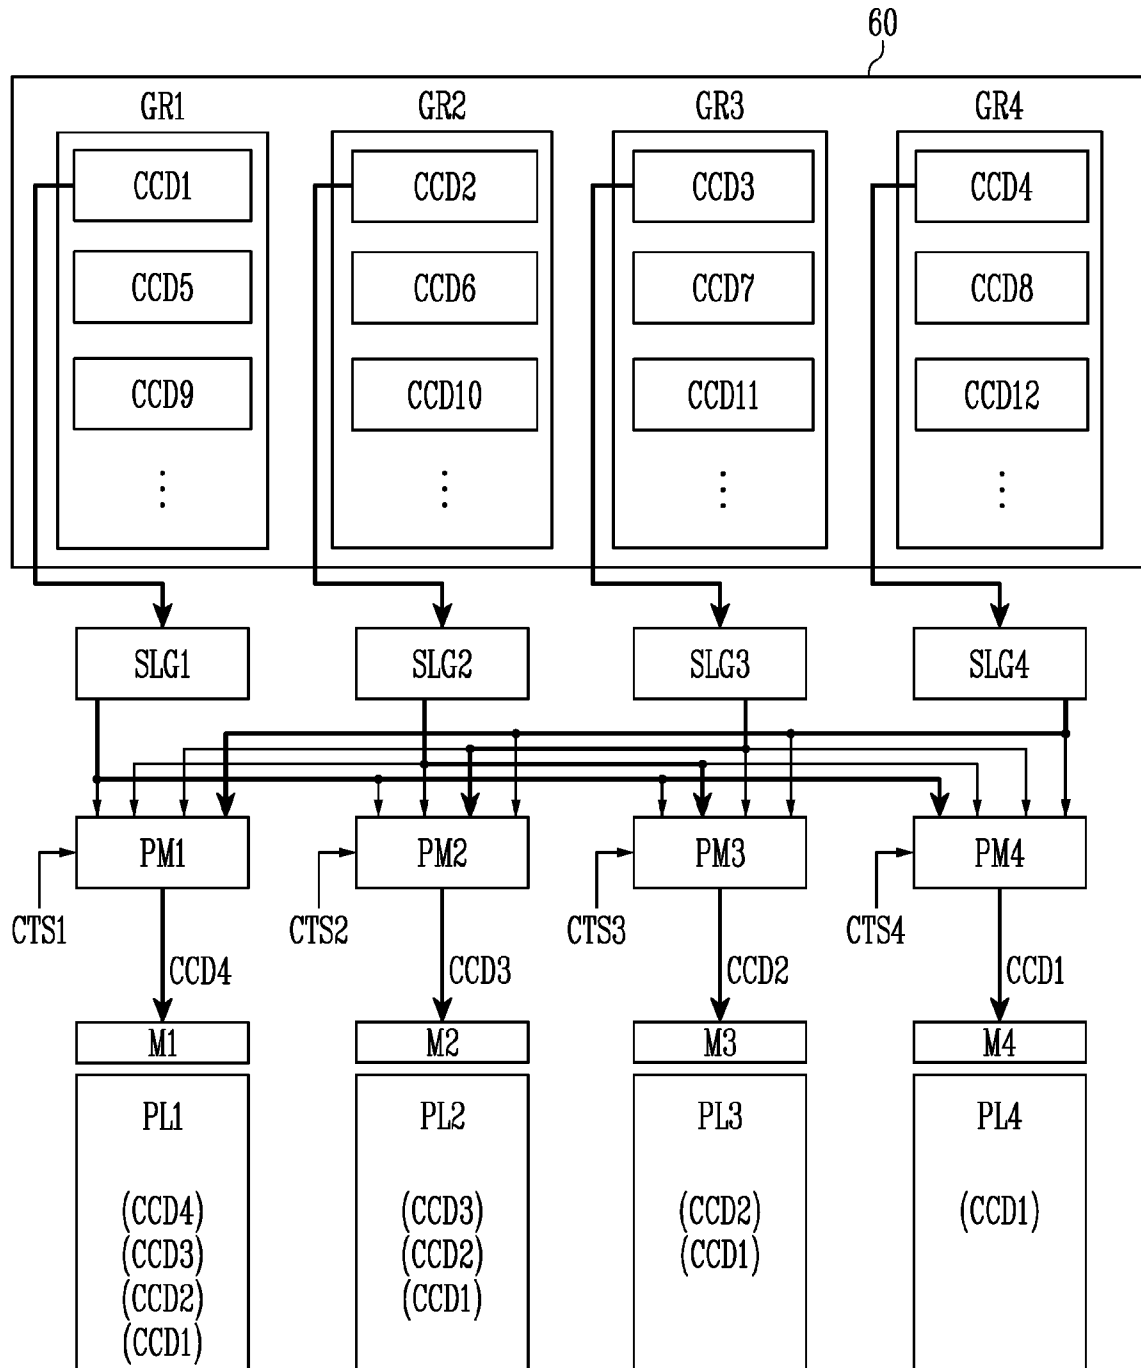 60
GR1 GR2 GR3 GR4
CCD1 CCD2 CCD3 CCD4
CCD5 CCD6 CCD7 CCD8
CCD9 CCD10 CCD11 CCD12
SLG1 SLG2 SLG3 SLG4
PM1 PM2 PM3 PM4
CTS1 CTS2 CTS3 CTS4
CCD4 CCD3 CCD2 CCD1
M1 M2 M3 M4
PL1 PL2 PL3 PL4
(CCD4) (CCD3) (CCD2) (CCD1)
(CCD3) (CCD2) (CCD1)
(CCD2) (CCD1)
(CCD1)